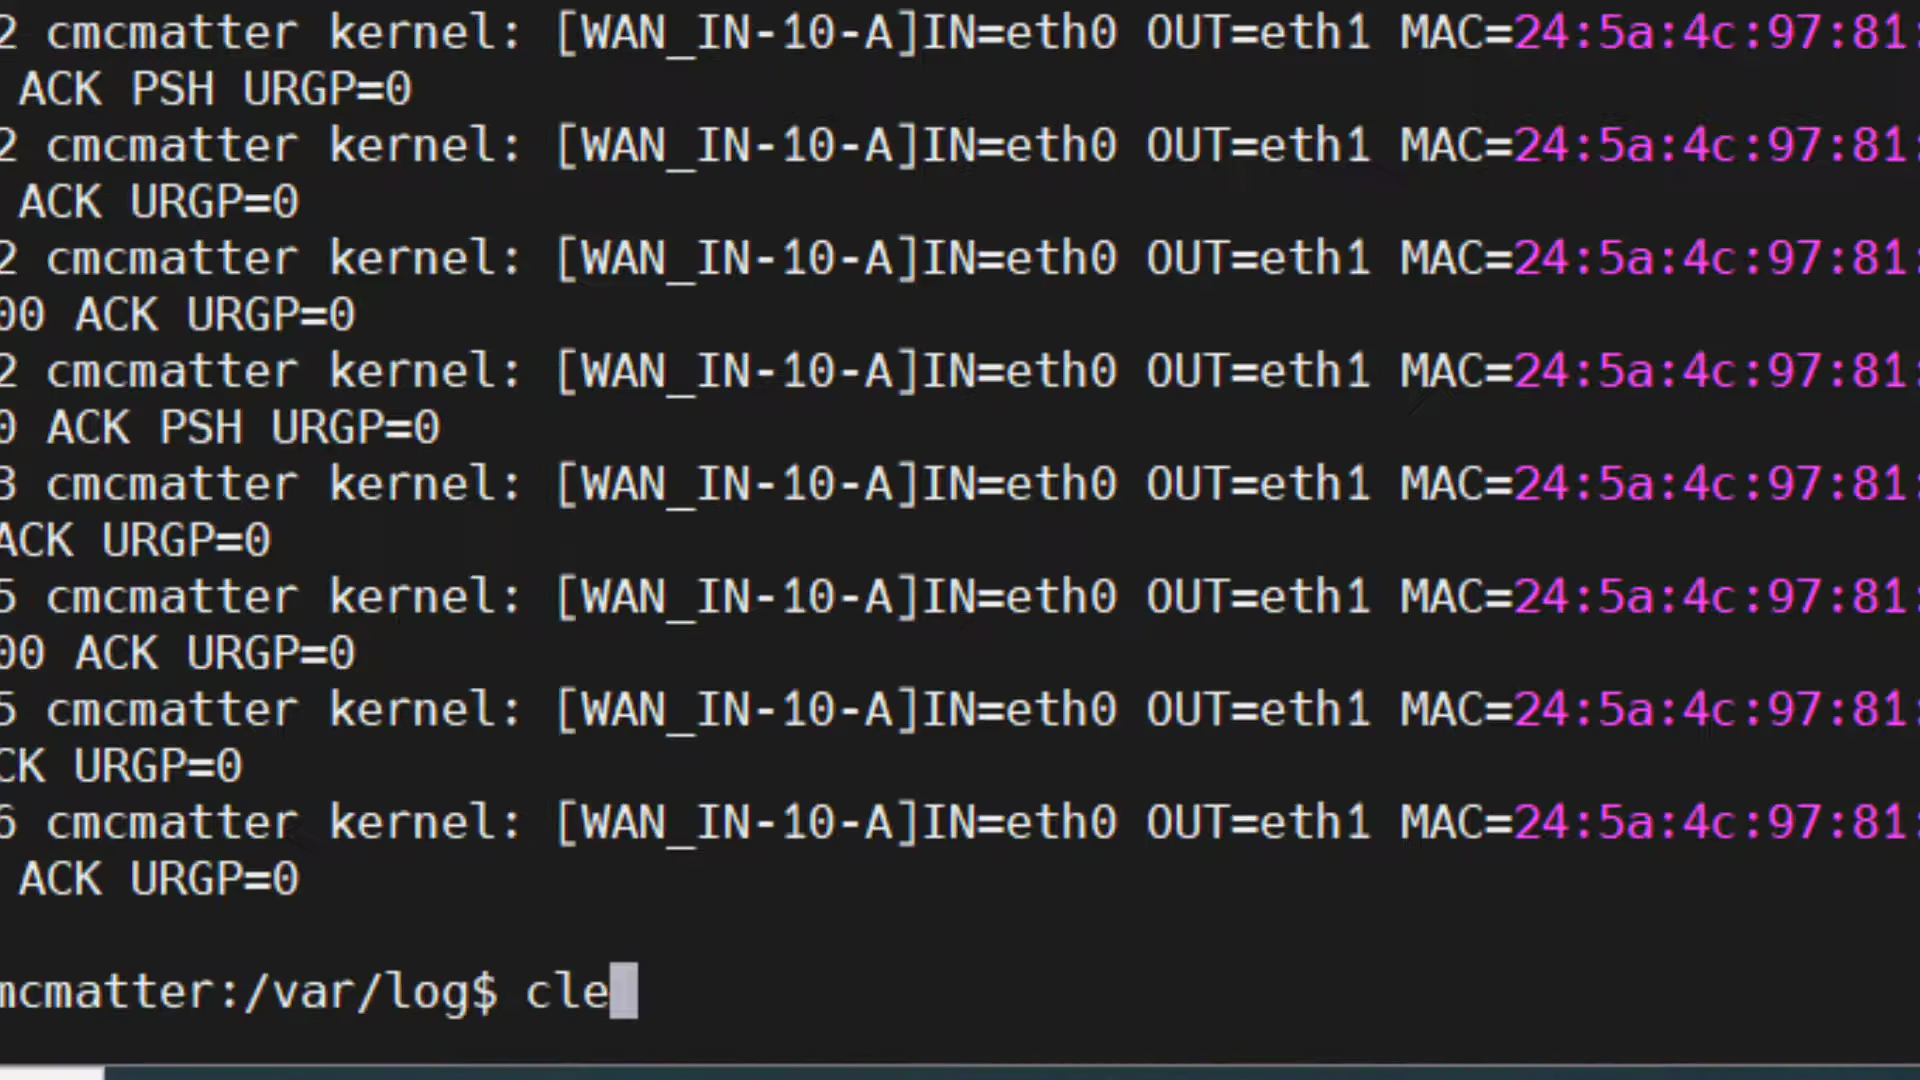 2 cmcmatter kernel: [WAN_IN-10-A]IN=eth0 OUT=eth1 MAC=24:5a:4c:97:81:
ACK PSH URGP=0
2 cmcmatter kernel: [WAN_IN-10-A]IN=eth0 OUT=eth1 MAC=24:5a:4c:97:81:
ACK URGP=0
2 cmcmatter kernel: [WAN_IN-10-A]IN=eth0 OUT=eth1 MAC=24:5a:4c:97:81:
00 ACK URGP=0
2 cmcmatter kernel: [WAN_IN-10-A]IN=eth0 OUT=eth1 MAC=24:5a:4c:97:81:
0 ACK PSH URGP=0
3 cmcmatter kernel: [WAN_IN-10-A]IN=eth0 OUT=eth1 MAC=24:5a:4c:97:81:
ACK URGP=0
5 cmcmatter kernel: [WAN_IN-10-A]IN=eth0 OUT=eth1 MAC=24:5a:4c:97:81:
00 ACK URGP=0
5 cmcmatter kernel: [WAN_IN-10-A]IN=eth0 OUT=eth1 MAC=24:5a:4c:97:81:
CK URGP=0
6 cmcmatter kernel: [WAN_IN-10-A]IN=eth0 OUT=eth1 MAC=24:5a:4c:97:81:
ACK URGP=0
mcmatter:/var/log$ cle